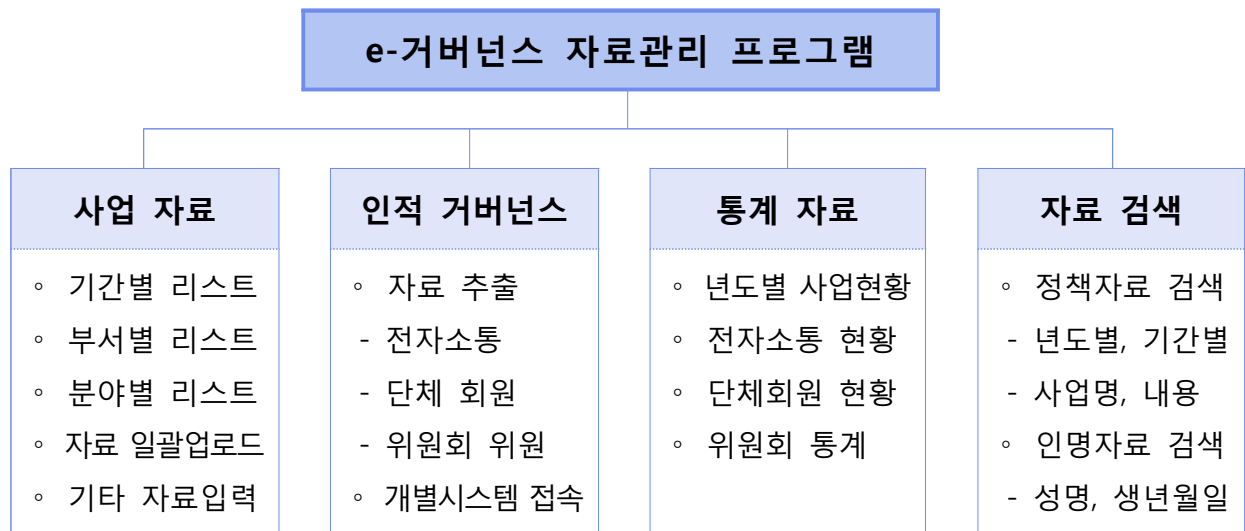 e-거버넌스 자료관리 프로그램
사업 자료
◦ 기간별 리스트
◦ 부서별 리스트
◦ 분야별 리스트
◦ 자료 일괄업로드
◦ 기타 자료입력
인적 거버넌스
◦ 자료 추출
- 전자소통
- 단체 회원
- 위원회 위원
◦ 개별시스템 접속
통계 자료
◦ 년도별 사업현황
◦ 전자소통 현황
◦ 단체회원 현황
◦ 위원회 통계
자료 검색
◦ 정책자료 검색
- 년도별, 기간별
- 사업명, 내용
◦ 인명자료 검색
- 성명, 생년월일